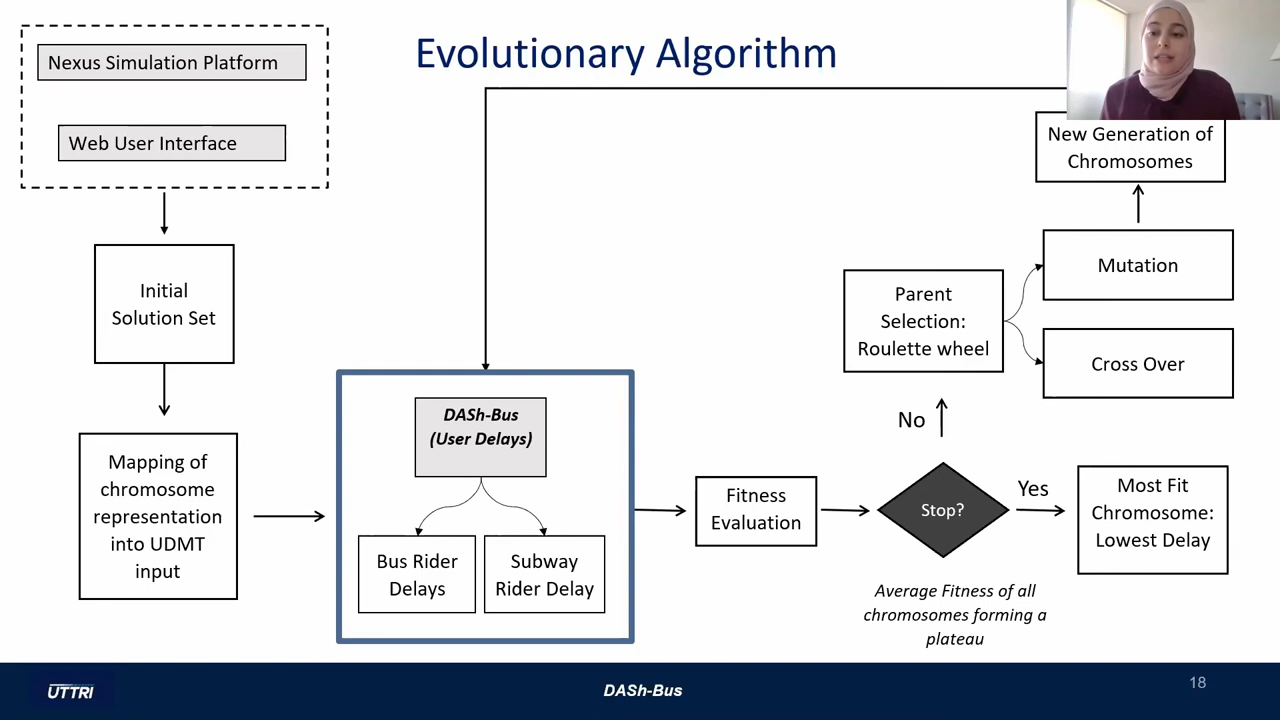 Evolutionary Algorithm
Nexus Simulation Platform
Web User Interface
Initial
Solution Set
Mapping of
chromosome
representation
into UDMT
input
DASh-Bus
(User Delays)
Bus Rider
Delays
Subway
Rider Delay
Fitness
Evaluation
Stop?
Average Fitness of all
chromosomes forming a
plateau
Yes
Most Fit
Chromosome:
Lowest Delay
No
Parent
Selection:
Roulette wheel
Mutation
Cross Over
New Generation of
Chromosomes
UTTRI
DASh-Bus
18